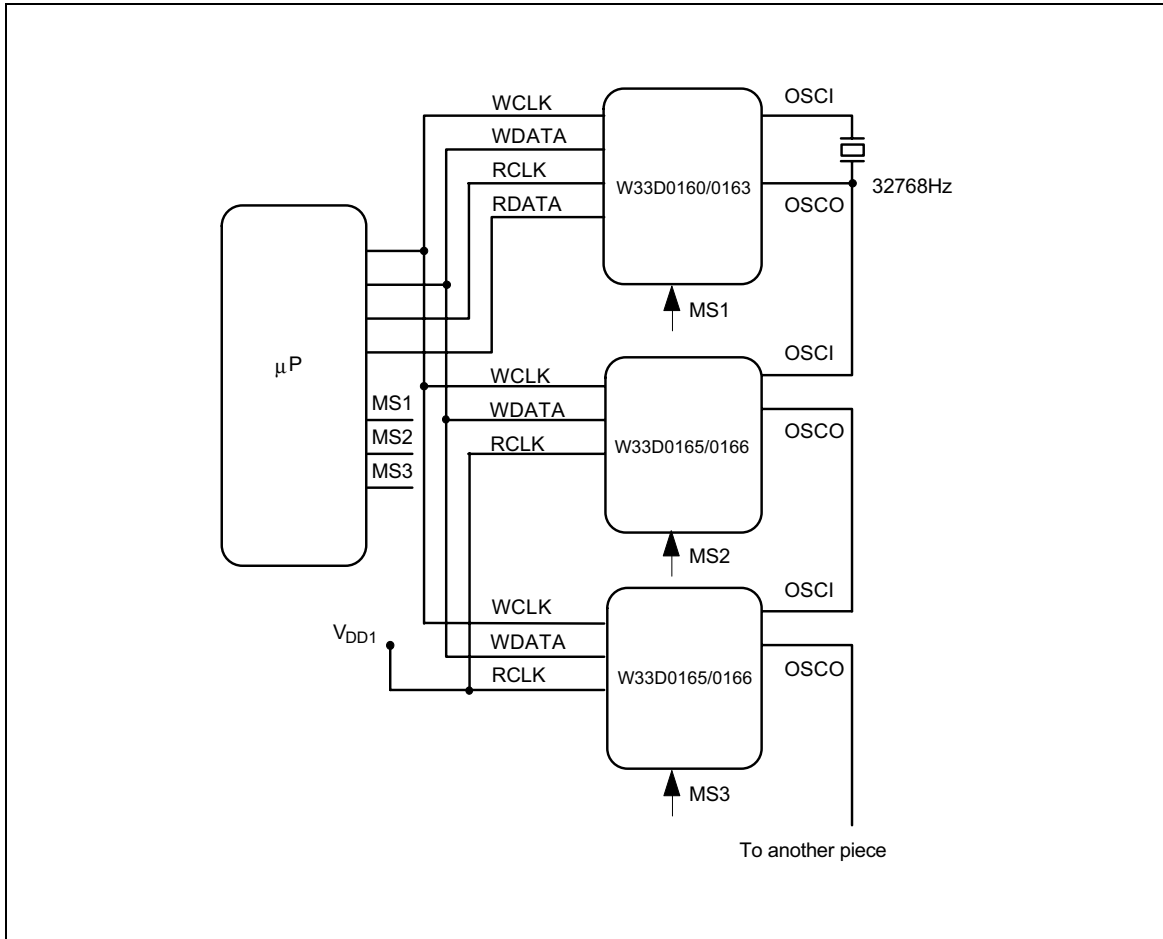 WCLK
WDATA
RCLK
RDATA
W33D0160/0163
OSCI
OSCO
32768Hz
MS1
μP
MS1
MS2
MS3
WCLK
WDATA
RCLK
W33D0165/0166
OSCI
OSCO
MS2
VDD1
WCLK
WDATA
RCLK
W33D0165/0166
OSCI
OSCO
MS3
To another piece